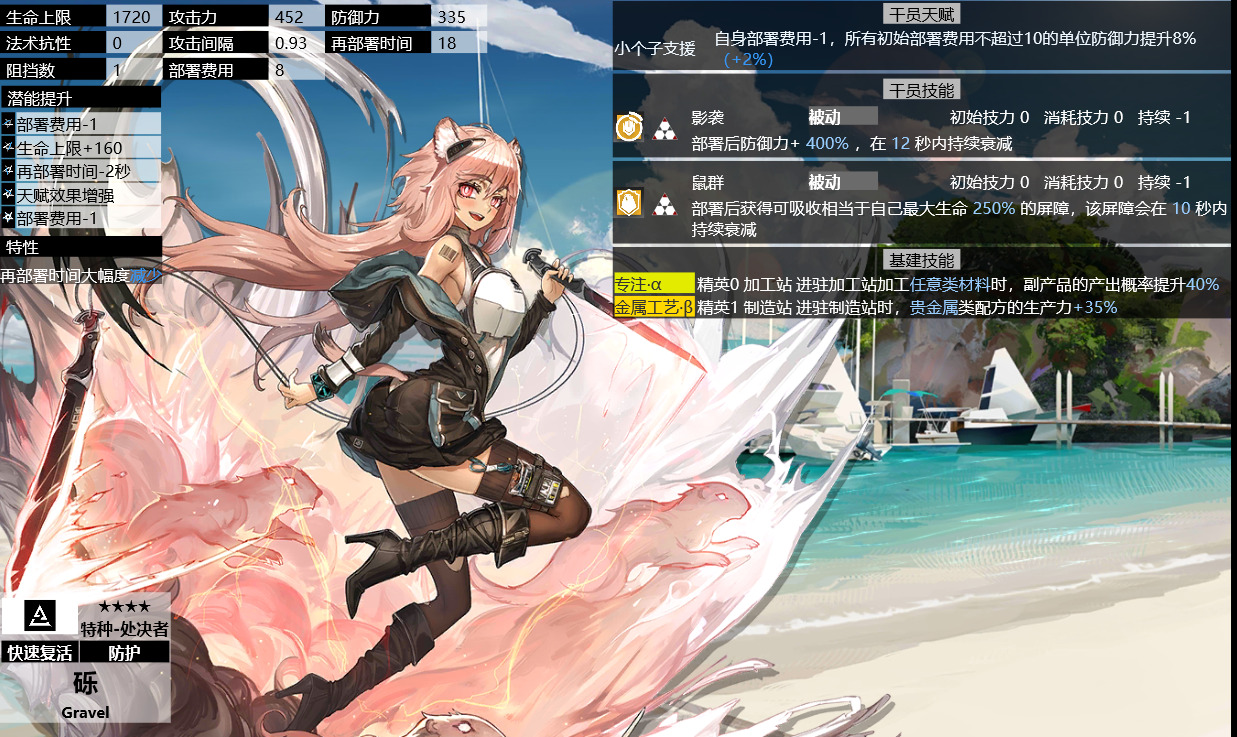 生命上限 1720 攻击力 452 防御力 335
法术抗性 0 攻击间隔 0.93 再部署时间 18
阻挡数 1 部署费用 8
潜能提升
部署费用-1
生命上限+160
再部署时间-2秒
天赋效果增强
部署费用-1
特性
再部署时间大幅度减少
干员天赋
小个子支援 自身部署费用-1，所有初始部署费用不超过10的单位防御力提升8%
（+2%）
干员技能
影袭 被动 初始技力 0 消耗技力 0 持续 -1
部署后防御力+ 400% ，在 12 秒内持续衰减
鼠群 被动 初始技力 0 消耗技力 0 持续 -1
部署后获得可吸收相当于自己最大生命 250% 的屏障，该屏障会在 10 秒内
持续衰减
基建技能
专注·α 精英0 加工站 进驻加工站加工任意类材料时，副产品的产出概率提升40%
金属工艺·β 精英1 制造站 进驻制造站时，贵金属类配方的生产力+35%
★★★★
特种-处决者
快速复活 防护
砾
Gravel